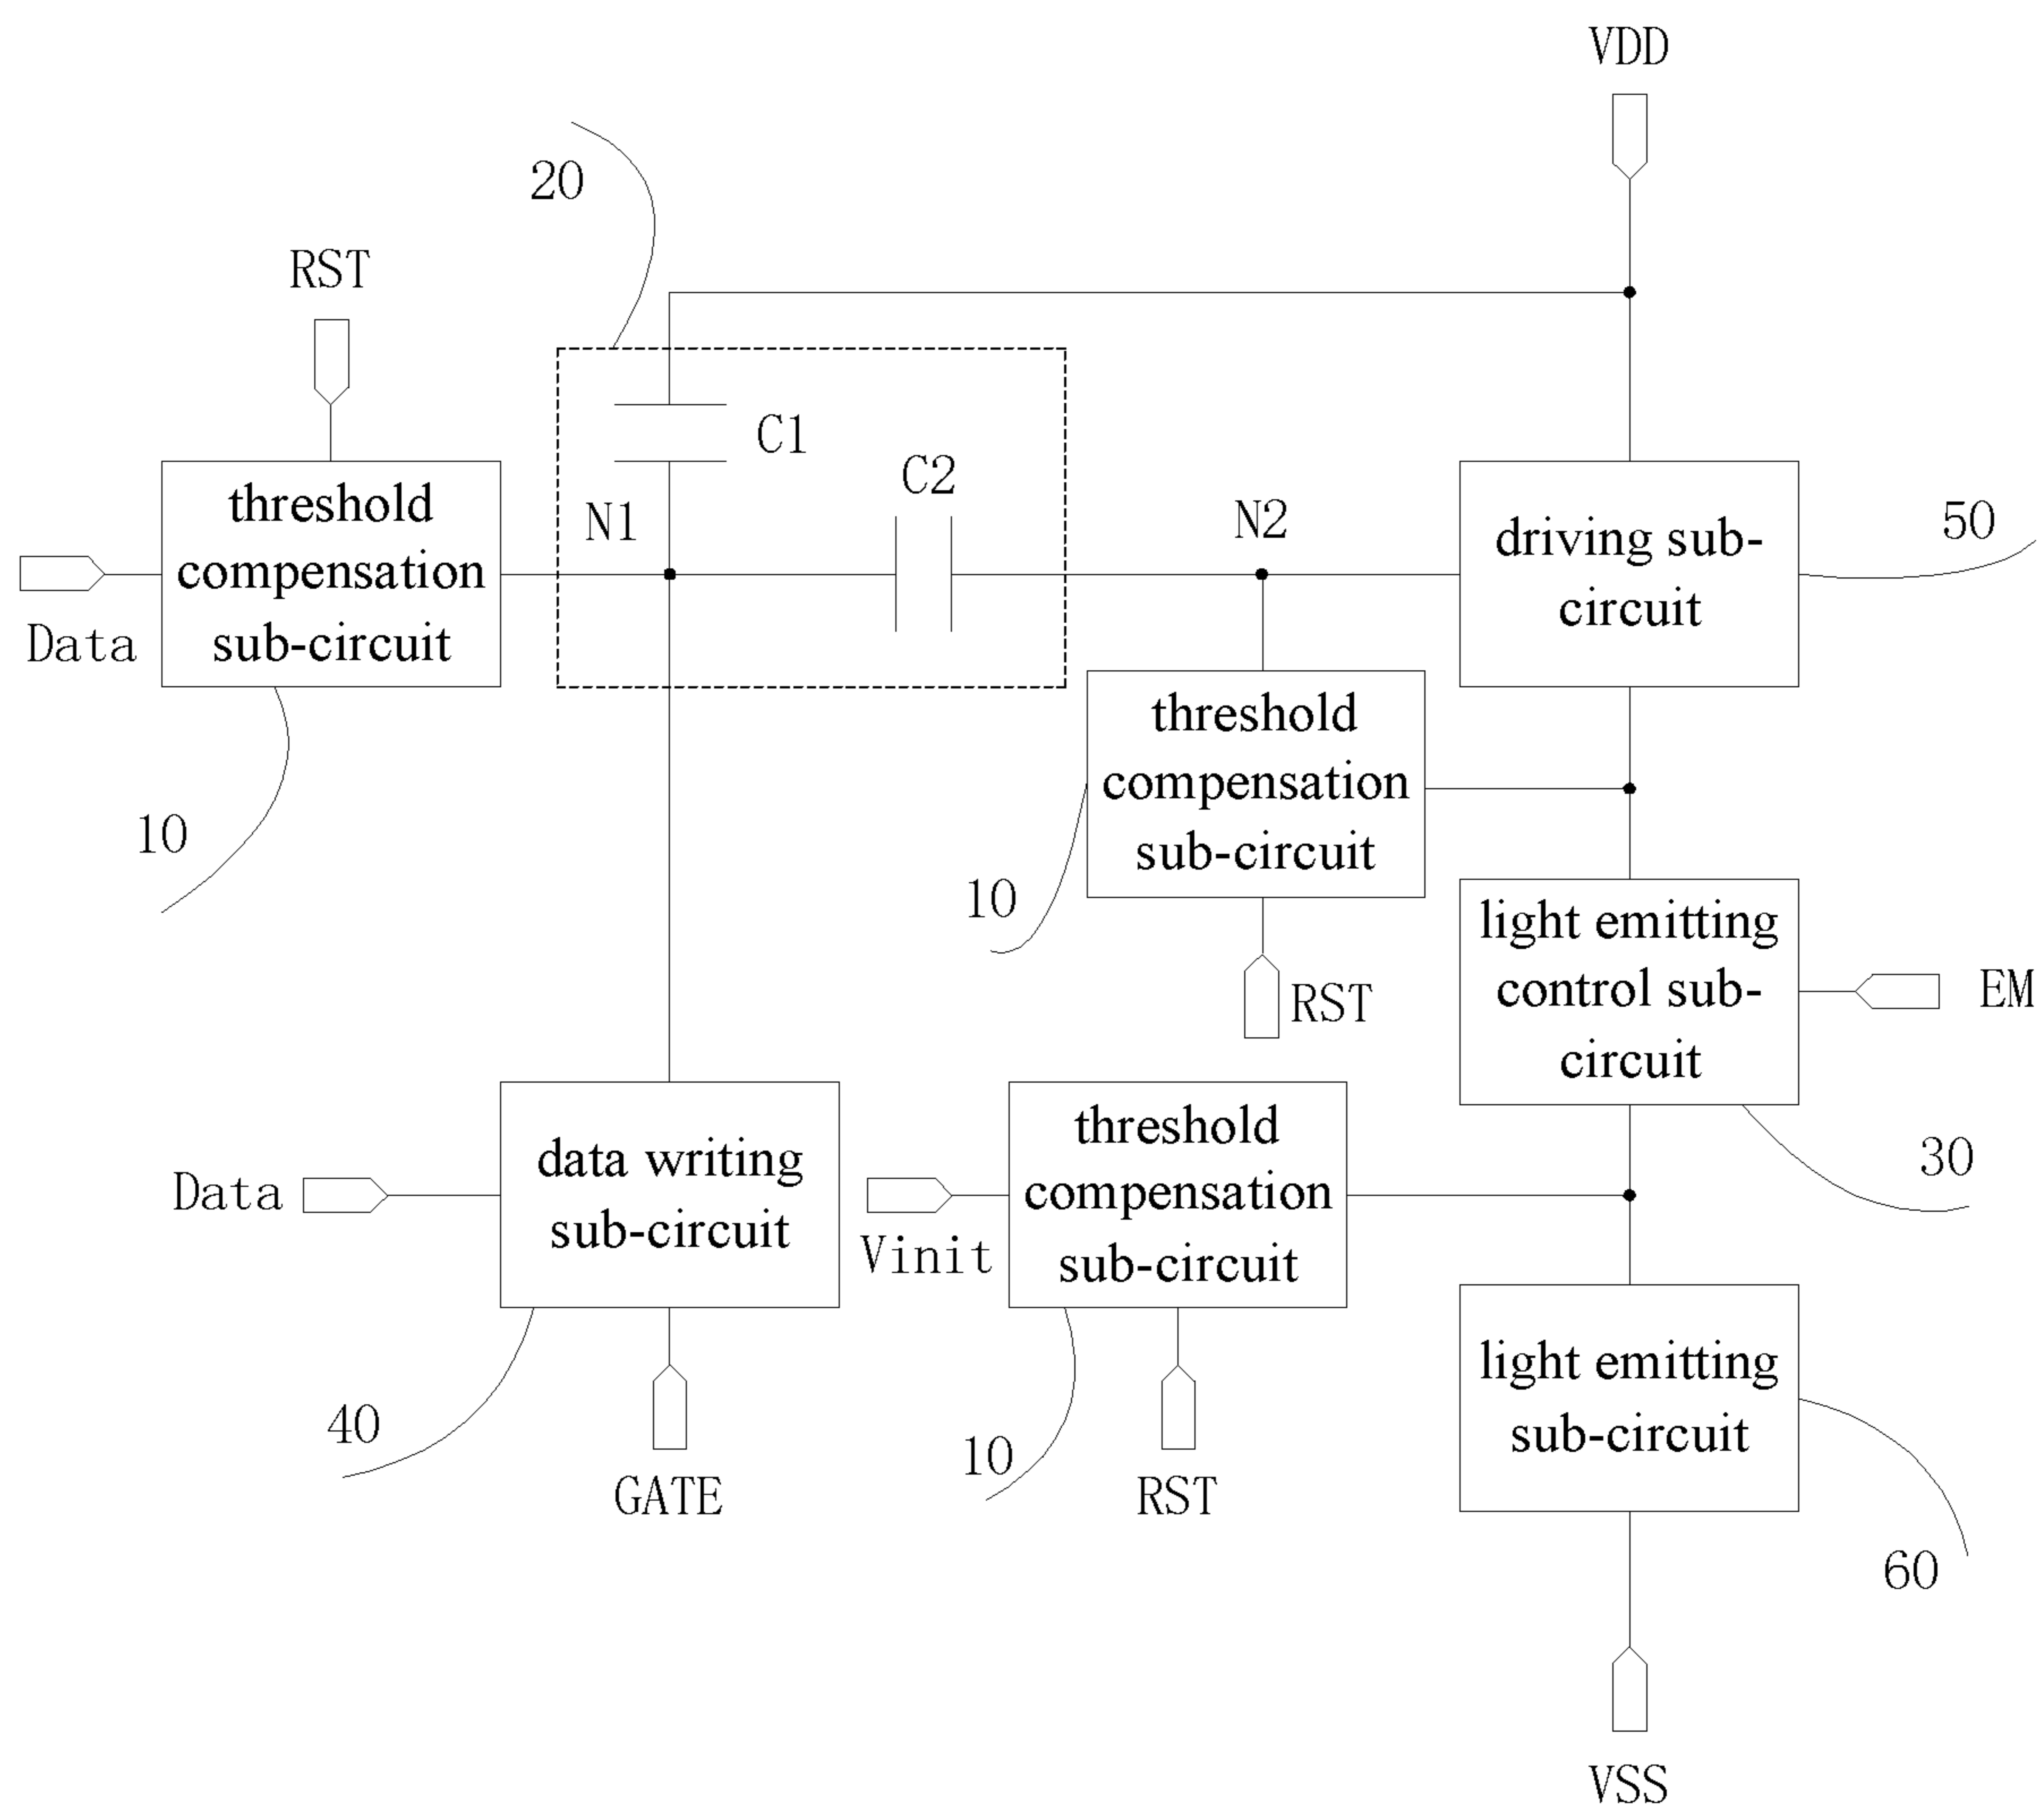 VDD
20
RST
C1
C2
N1
N2
threshold
compensation
sub-circuit
driving sub-
circuit
50
Data
threshold
compensation
sub-circuit
10
10
RST
light emitting
control sub-
circuit
EM
30
data writing
sub-circuit
Data
threshold
compensation
sub-circuit
Vinit
light emitting
sub-circuit
40
10
GATE
RST
60
VSS